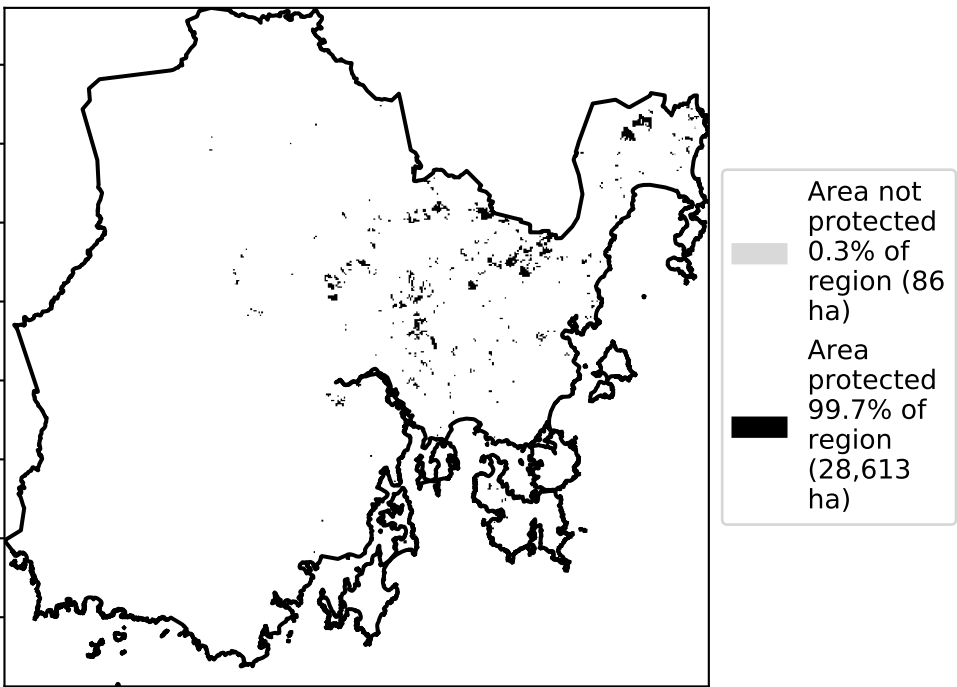 Area not
protected
0.3% of
region (86
ha)
Area
protected
99.7% of
region
(28,613
ha)